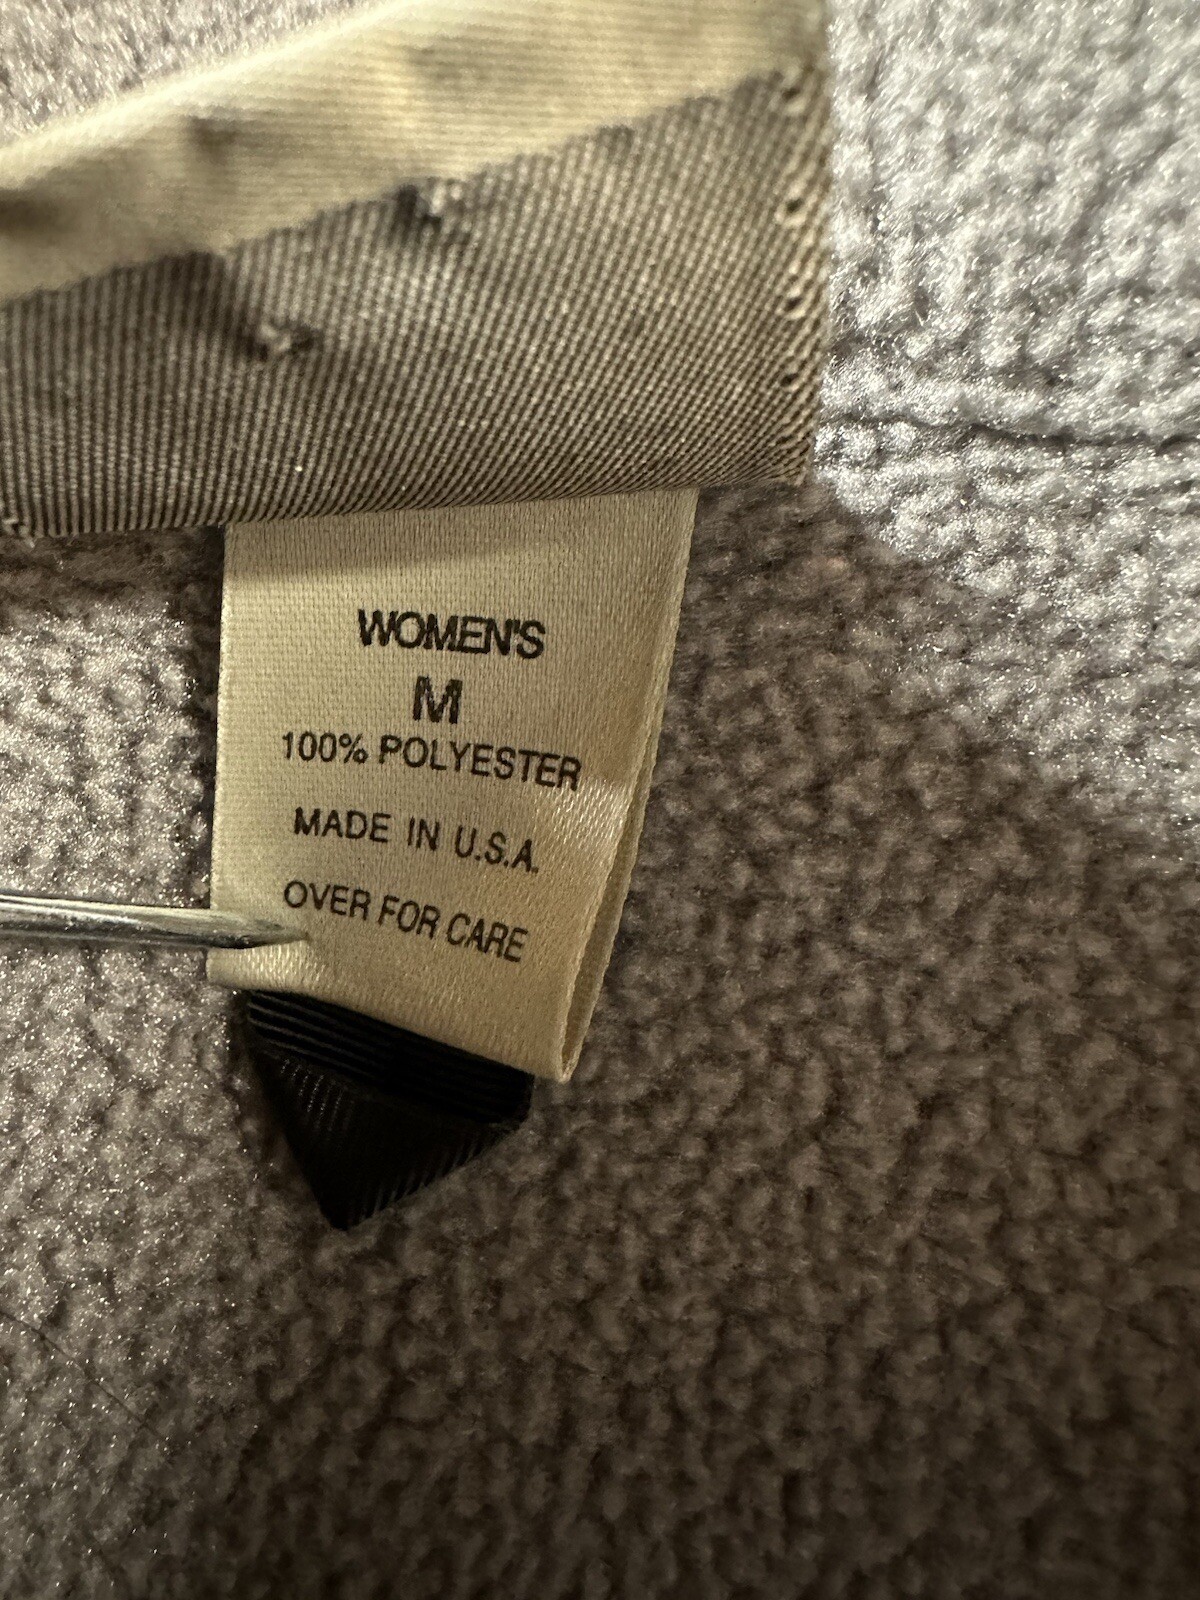 WOMEN'S
M
100% POLYESTER
MADE IN U.S.A.
OVER FOR CARE